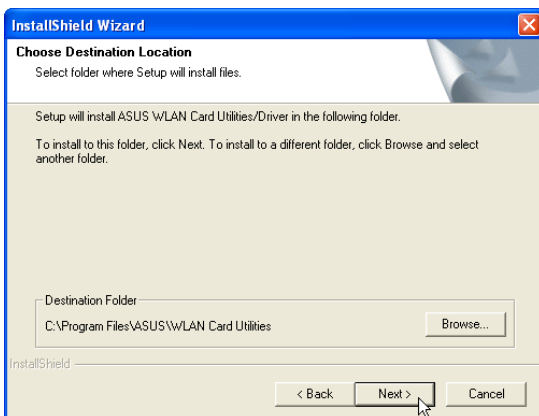 InstallShield Wizard
Choose Destination Location
Select folder where Setup will install files.
Setup will install ASUS WLAN Card Utilities/Driver in the following folder.
To install to this folder, click Next. To install to a different folder, click Browse and select
another folder.
Destination Folder
C:\Program Files\ASUS\WLAN Card Utilities
Browse...
InstallShield
< Back
Next >
Cancel